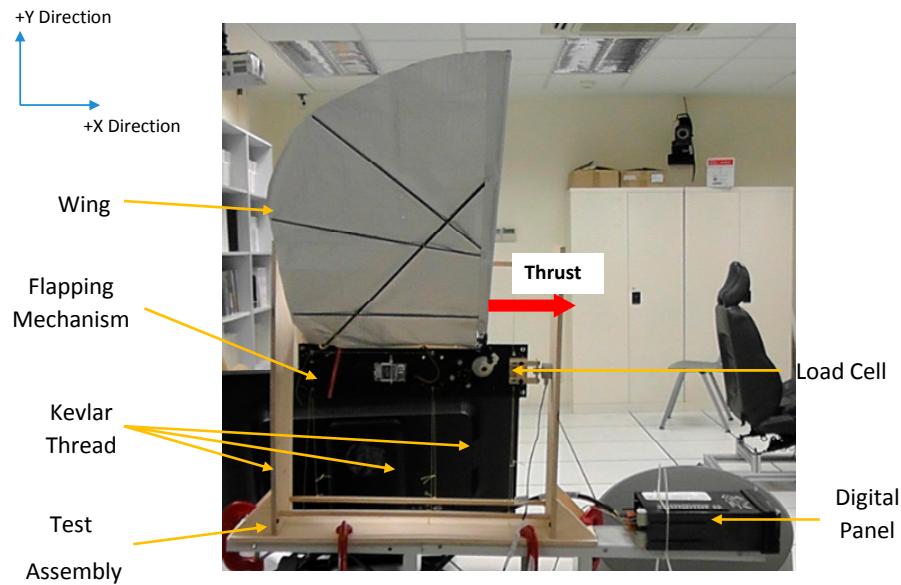 +Y Direction
+X Direction
Wing
Thrust
Flapping
Mechanism
Load Cell
Kevlar
Thread
Digital
Panel
Test
Assembly